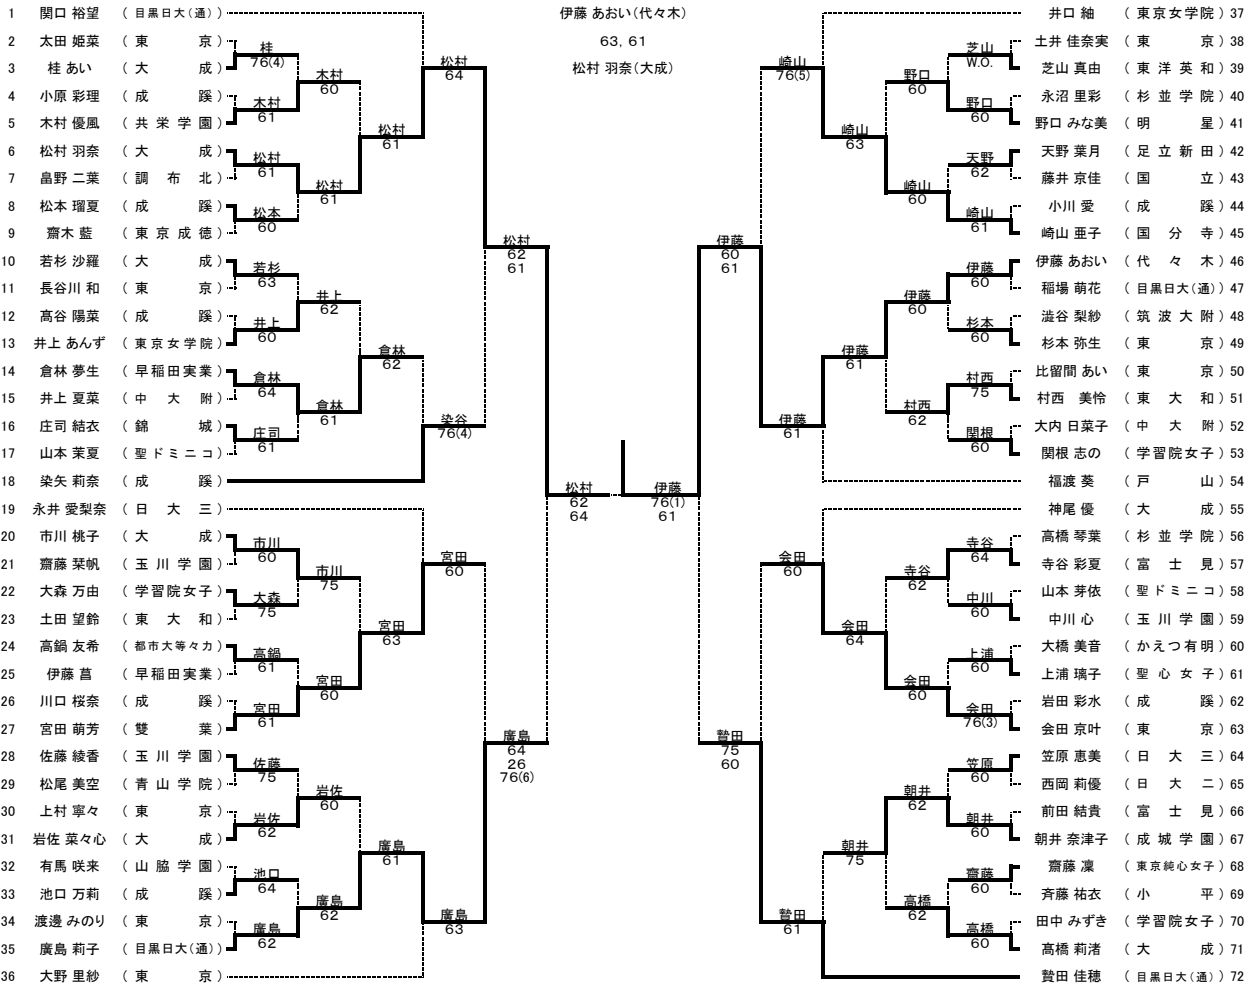 伊藤 あおい(代々木)
63, 61
松村 羽奈(大成)
1 関口 裕望 (目黒日大(通))
2 太田 姫菜 (東京)
3 桂 あい (大成)
4 小原 彩理 (成蹊)
5 木村 優風 (共栄学園)
6 松村 羽奈 (大成)
7 畠野 二葉 (調布北)
8 松本 瑠夏 (成蹊)
9 齋木 藍 (東京成徳)
10 若杉 沙羅 (大成)
11 長谷川 和 (東京)
12 髙谷 陽菜 (成蹊)
13 井上 あんず (東京女学院)
14 倉林 夢生 (早稲田実業)
15 井上 夏菜 (中大附)
16 庄司 結衣 (錦城)
17 山本 茉夏 (聖ドミニコ)
18 染矢 莉奈 (成蹊)
19 永井 愛梨奈 (日大三)
20 市川 桃子 (大成)
21 齋藤 栞帆 (玉川学園)
22 大森 万由 (学習院女子)
23 土田 望鈴 (東大和)
24 高鍋 友希 (都市大等々力)
25 伊藤 菖 (早稲田実業)
26 川口 桜奈 (成蹊)
27 宮田 萌芳 (雙葉)
28 佐藤 綾香 (玉川学園)
29 松尾 美空 (青山学院)
30 上村 寧々 (東京)
31 岩佐 菜々心 (大成)
32 有馬 咲来 (山脇学園)
33 池口 万莉 (成蹊)
34 渡邊 みのり (東京)
35 廣島 莉子 (目黒日大(通))
36 大野 里紗 (東京)
桂
76(4)
木村
61
松村
61
松本
60
若杉
63
井上
60
倉林
64
庄司
61
市川
60
大森
75
高鍋
61
宮田
61
佐藤
75
岩佐
62
池口
64
廣島
62
木村
60
松村
61
井上
62
倉林
61
市川
75
宮田
60
岩佐
60
廣島
62
松村
61
倉林
62
宮田
63
廣島
61
松村
64
染谷
76(4)
宮田
60
廣島
63
松村
62
61
廣島
64
26
76(6)
松村
62
64
伊藤
76(1)
61
伊藤
60
61
贄田
75
60
崎山
76(5)
伊藤
61
会田
60
贄田
61
崎山
63
伊藤
61
会田
64
朝井
75
野口
60
崎山
60
伊藤
60
村西
62
寺谷
62
会田
60
朝井
62
高橋
62
芝山
W.O.
野口
60
天野
62
崎山
61
伊藤
60
杉本
60
村西
75
関根
60
寺谷
64
中川
60
上浦
60
会田
76(3)
笠原
60
朝井
60
齋藤
60
高橋
60
井口 紬 (東京女学院) 37
土井 佳奈実 (東京) 38
芝山 真由 (東洋英和) 39
永沼 里彩 (杉並学院) 40
野口 みな美 (明星) 41
天野 葉月 (足立新田) 42
藤井 京佳 (国立) 43
小川 愛 (成蹊) 44
崎山 亜子 (国分寺) 45
伊藤 あおい (代々木) 46
稲場 萌花 (目黒日大(通)) 47
澁谷 梨紗 (筑波大附) 48
杉本 弥生 (東京) 49
比留間 あい (東京) 50
村西 美怜 (東大和) 51
大内 日菜子 (中大附) 52
関根 志の (学習院女子) 53
福渡 葵 (戸山) 54
神尾 優 (大成) 55
高橋 琴葉 (杉並学院) 56
寺谷 彩夏 (富士見) 57
山本 芽依 (聖ドミニコ) 58
中川 心 (玉川学園) 59
大橋 美音 (かえつ有明) 60
上浦 璃子 (聖心女子) 61
岩田 彩水 (成蹊) 62
会田 京叶 (東京) 63
笠原 恵美 (日大三) 64
西岡 莉優 (日大二) 65
前田 結貴 (富士見) 66
朝井 奈津子 (成城学園) 67
齋藤 凜 (東京純心女子) 68
斉藤 祐衣 (小平) 69
田中 みずき (学習院女子) 70
髙橋 莉渚 (大成) 71
贄田 佳穂 (目黒日大(通)) 72